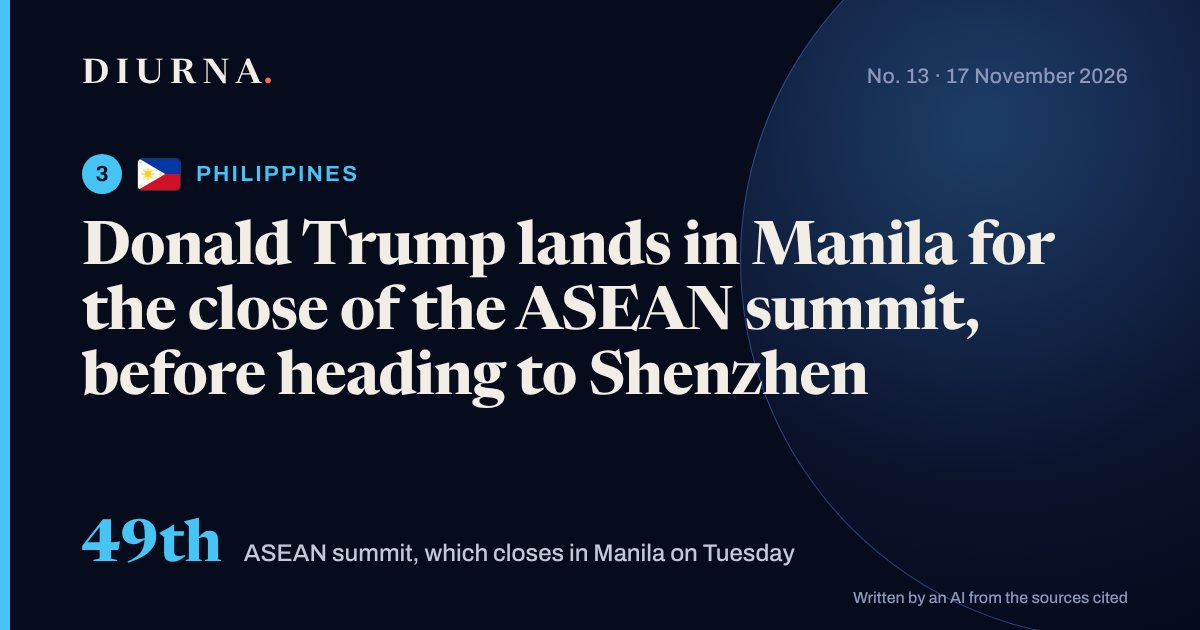 DIURNA.
No. 13 · 17 November 2026
3 PHILIPPINES
Donald Trump lands in Manila for
the close of the ASEAN summit,
before heading to Shenzhen
49th ASEAN summit, which closes in Manila on Tuesday
Written by an AI from the sources cited